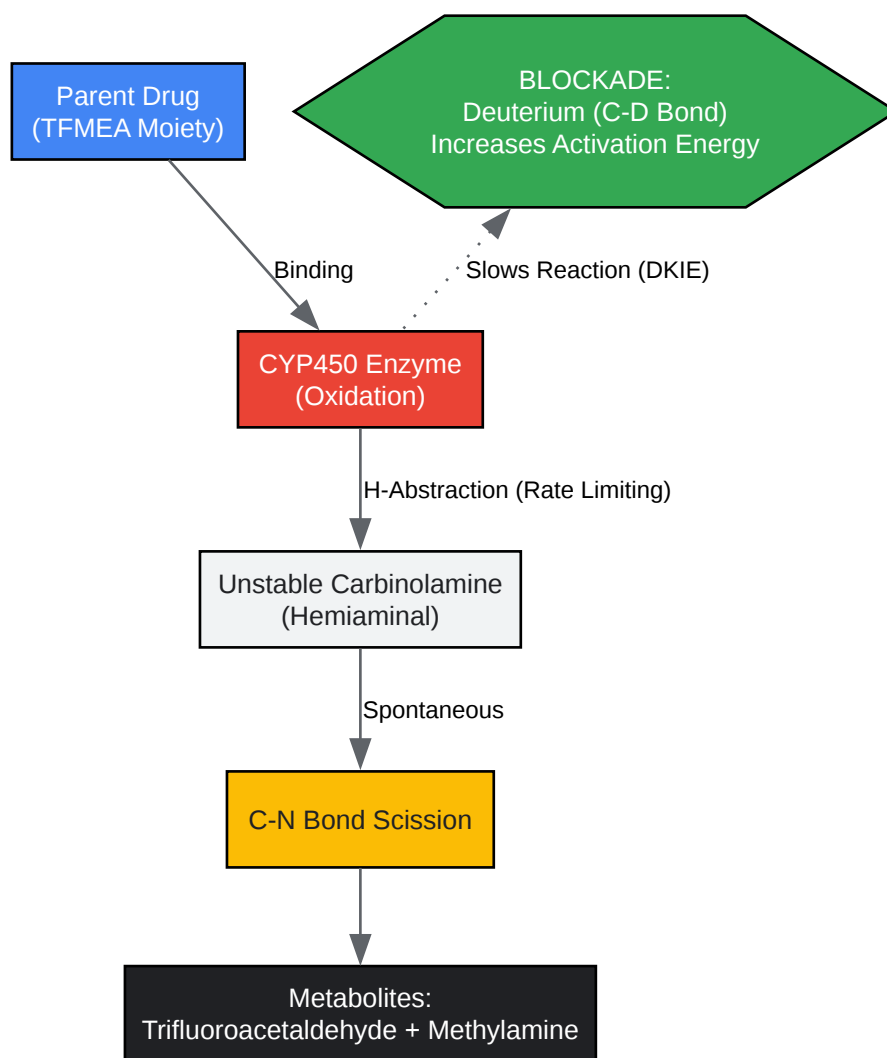 Parent Drug
(TFMEA Moiety)
BLOCKADE:
Deuterium (C-D Bond)
Increases Activation Energy
Binding
Slows Reaction (DKIE)
CYP450 Enzyme
(Oxidation)
H-Abstraction (Rate Limiting)
Unstable Carbinolamine
(Hemiaminal)
Spontaneous
C-N Bond Scission
Metabolites:
Trifluoroacetaldehyde + Methylamine